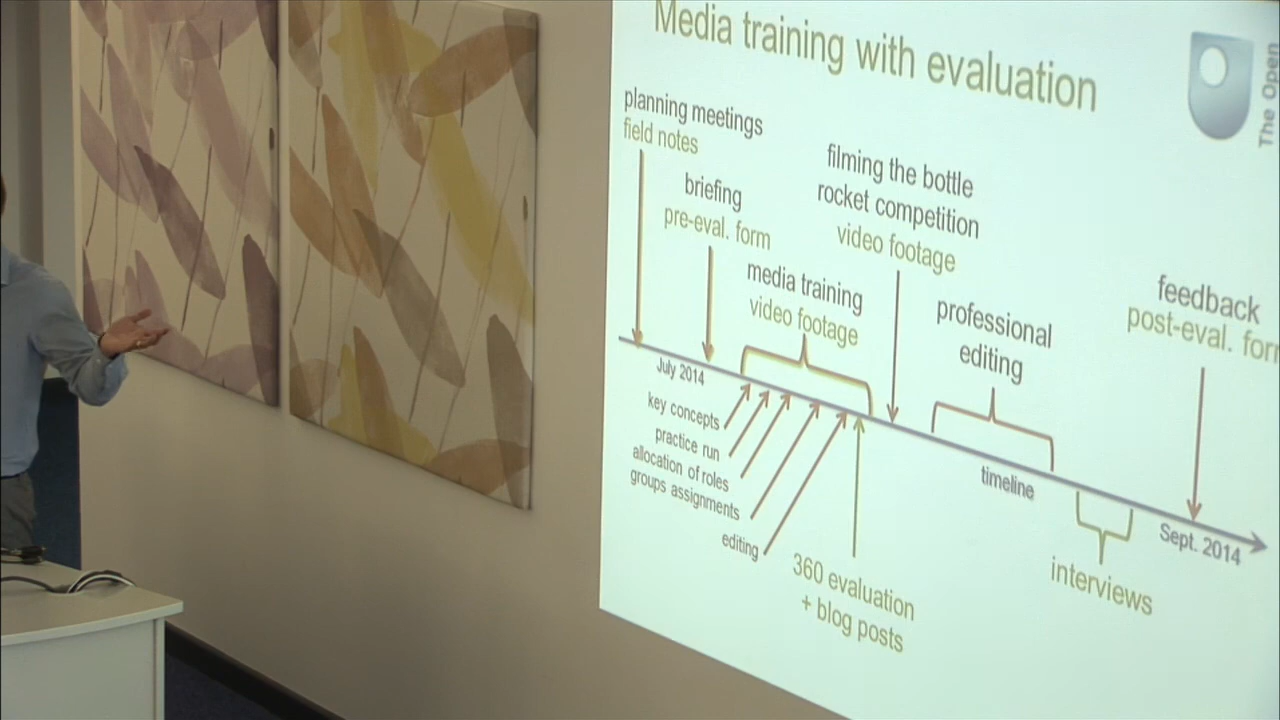 Media training with evaluation
The Open
planning meetings
field notes
briefing
pre-eval. form
filming the bottle
rocket competition
video footage
media training
video footage
professional
editing
feedback
post-eval. for
July 2014
key concepts
practice run
allocation of roles
groups assignments
editing
360 evaluation
+ blog posts
timeline
interviews
Sept. 2014